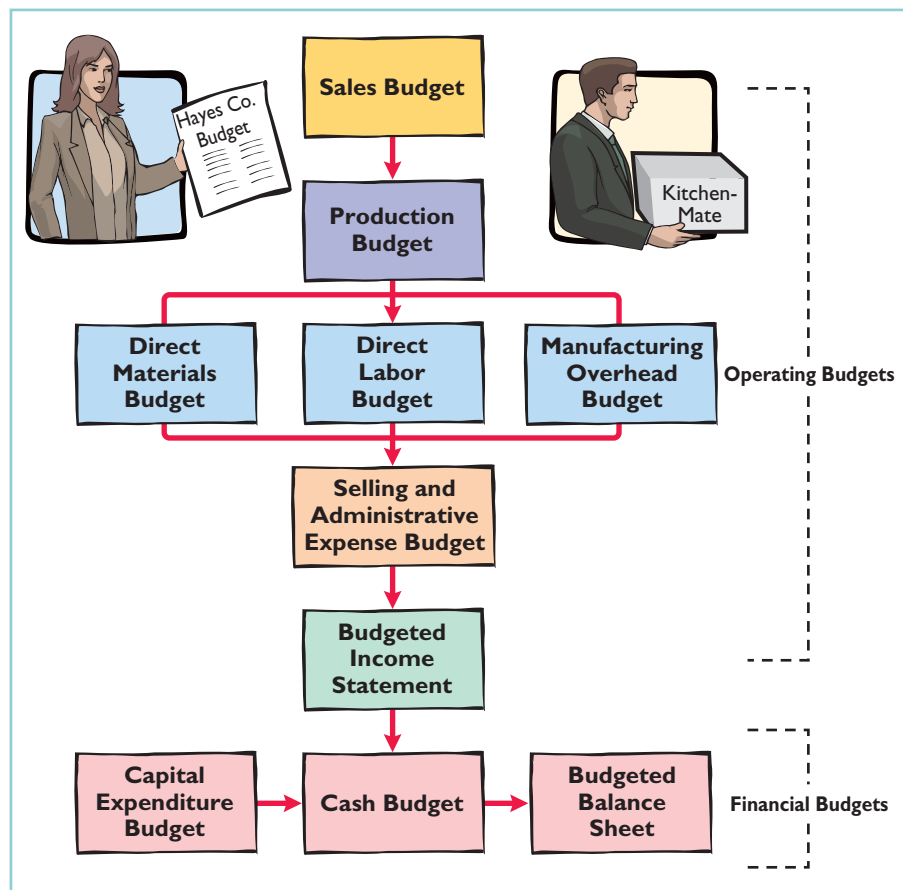 Sales Budget
Hayes Co.
Budget
Kitchen-
Mate
Production
Budget
Direct
Materials
Budget
Direct
Labor
Budget
Manufacturing
Overhead
Budget
Operating Budgets
Selling and
Administrative
Expense Budget
Budgeted
Income
Statement
Capital
Expenditure
Budget
Cash Budget
Budgeted
Balance
Sheet
Financial Budgets